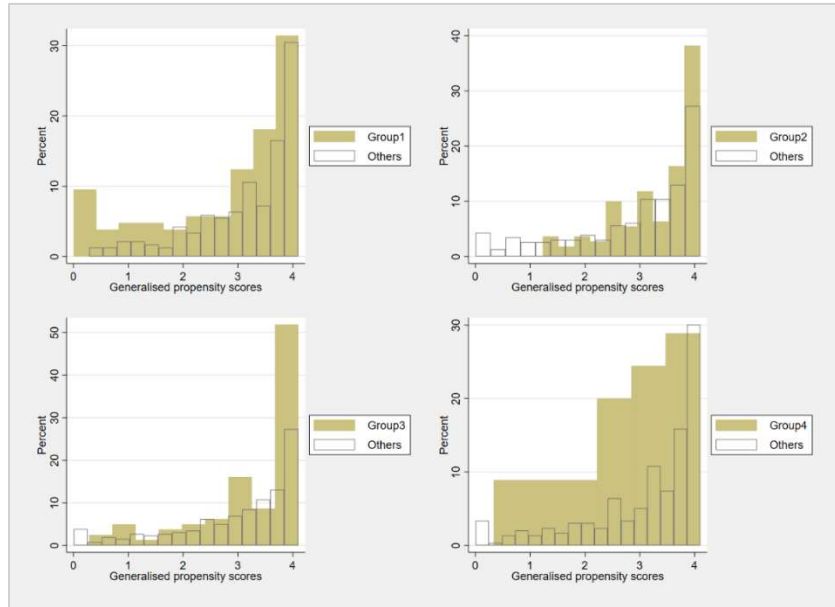 30
20
10
0
Percent
0 1 2 3 4
Generalised propensity scores
Group1
Others
40
30
20
10
0
Percent
0 1 2 3 4
Generalised propensity scores
Group2
Others
50
40
30
20
10
0
Percent
0 1 2 3 4
Generalised propensity scores
Group3
Others
30
20
10
0
Percent
0 1 2 3 4
Generalised propensity scores
Group4
Others